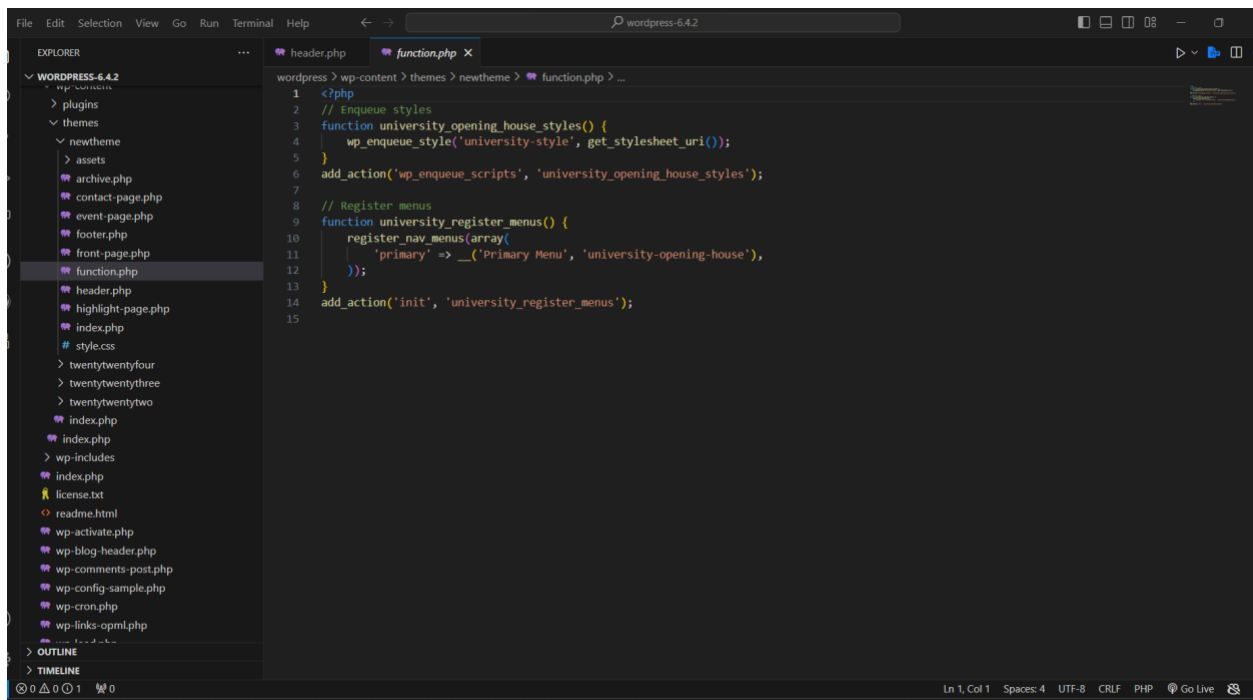 File Edit Selection View Go Run Terminal Help
wordpress-6.4.2
EXPLORER
WORDPRESS-6.4.2
wp-content
plugins
themes
newtheme
assets
archive.php
contact-page.php
event-page.php
footer.php
front-page.php
function.php
header.php
highlight-page.php
index.php
# style.css
twentytwentyfour
twentytwentythree
twentytwentytwo
index.php
index.php
wp-includes
index.php
license.txt
readme.html
wp-activate.php
wp-blog-header.php
wp-comments-post.php
wp-config-sample.php
wp-cron.php
wp-links-opml.php
OUTLINE
TIMELINE
header.php function.php
wordpress > wp-content > themes > newtheme > function.php > ...
1 <?php
2 // Enqueue styles
3 function university_opening_house_styles() {
4 wp_enqueue_style('university-style', get_stylesheet_uri());
5 }
6 add_action('wp_enqueue_scripts', 'university_opening_house_styles');
7
8 // Register menus
9 function university_register_menus() {
10 register_nav_menus(array(
11 'primary' => __('Primary Menu', 'university-opening-house'),
12 ));
13 }
14 add_action('init', 'university_register_menus');
15
0 0 1 0 Ln 1, Col 1 Spaces: 4 UTF-8 CRLF PHP Go Live